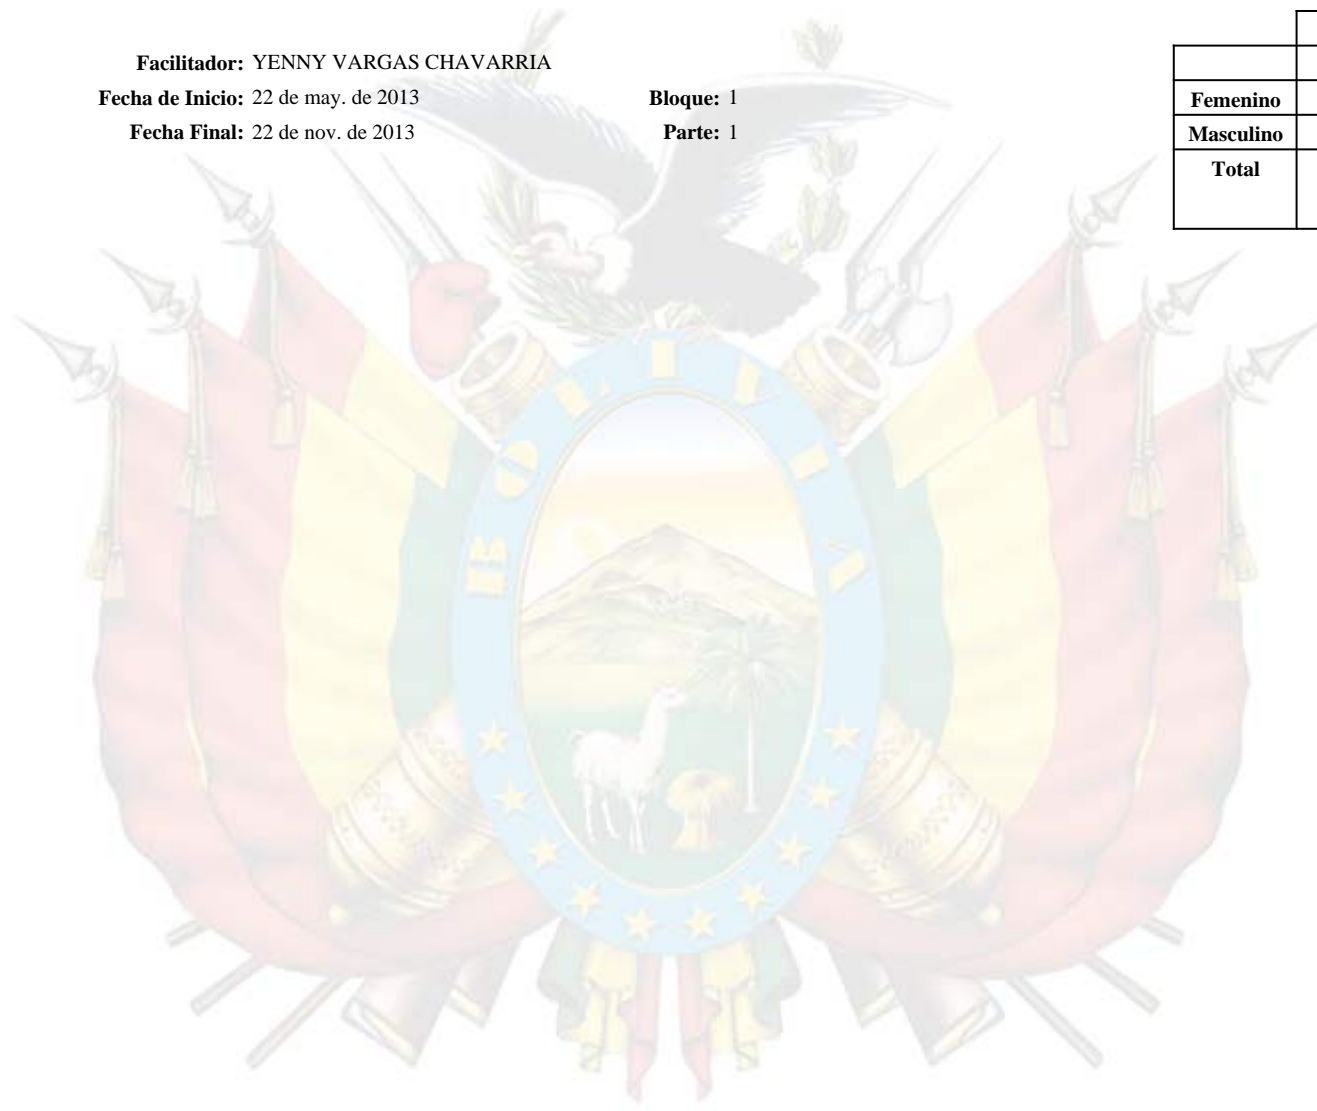 Facilitador: YENNY VARGAS CHAVARRIA
Fecha de Inicio: 22 de may. de 2013 Bloque: 1
Fecha Final: 22 de nov. de 2013 Parte: 1
Femenino
Masculino
Total
BOLIVIA